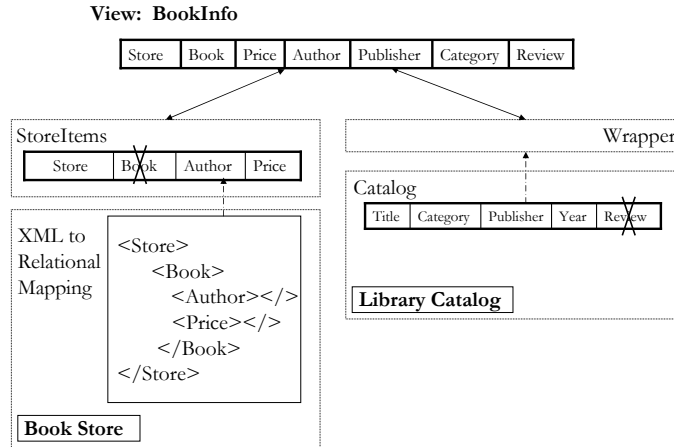 View: BookInfo
Store Book Price Author Publisher Category Review
StoreItems
Store Book Author Price
Wrapper
Catalog
Title Category Publisher Year Review
Library Catalog
XML to
Relational
Mapping
<Store>
<Book>
<Author></>
<Price></>
</Book>
</Store>
Book Store